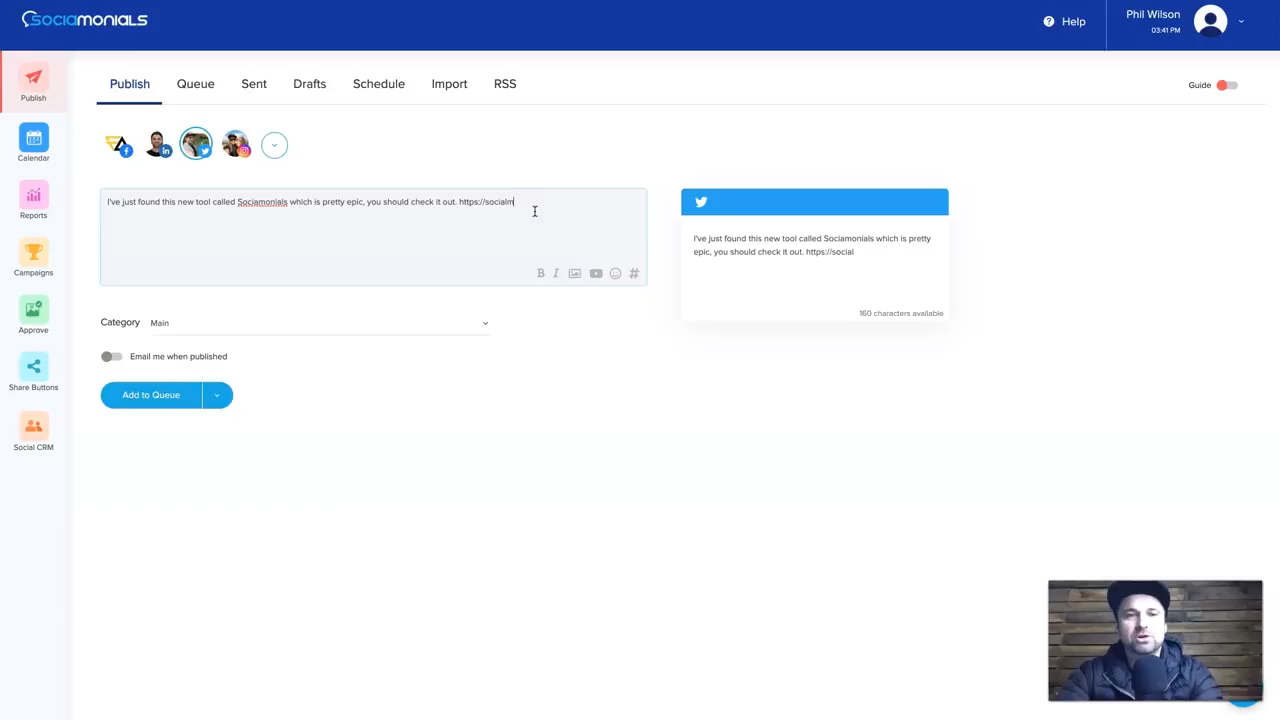 Sociamonials
Help
Phil Wilson
03:41 PM
Publish
Queue
Sent
Drafts
Schedule
Import
RSS
Guide
Publish
Calendar
Reports
Campaigns
Approve
Share Buttons
Social CRM
I've just found this new tool called Sociamonials which is pretty epic, you should check it out. https://socialm
B I #
I've just found this new tool called Sociamonials which is pretty
epic, you should check it out. https://social
160 characters available
Category Main
Email me when published
Add to Queue